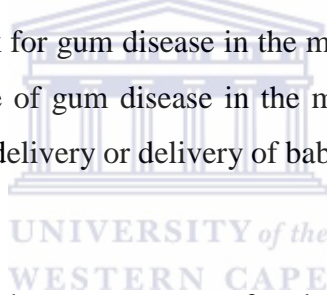 for gum disease in the m
of gum disease in the m
delivery or delivery of bab
UNIVERSITY of the
WESTERN CAPE